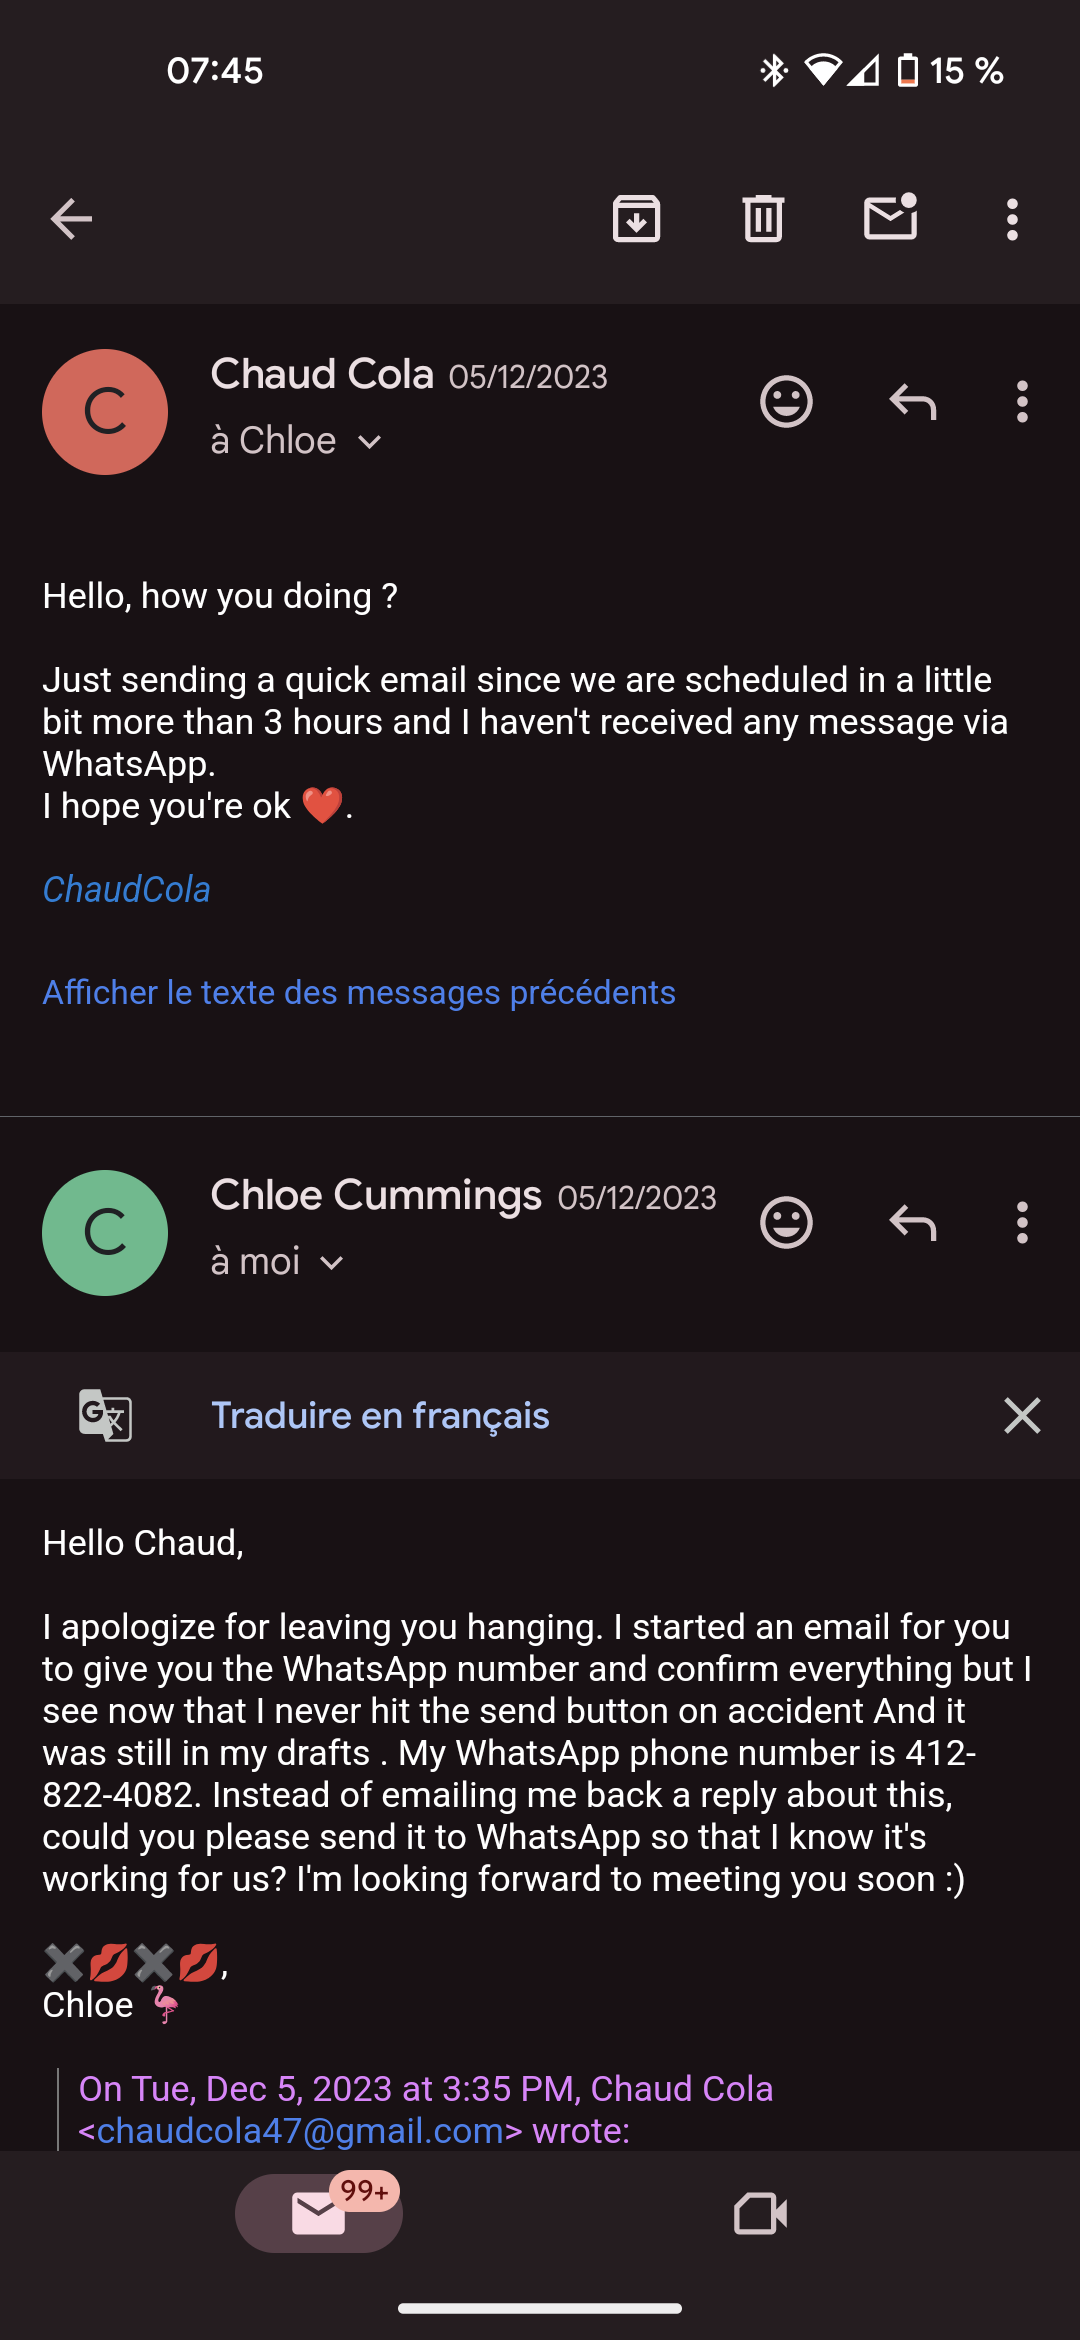 07:45
15 %
Chaud Cola 05/12/2023
C
à Chloe
Hello, how you doing ?
Just sending a quick email since we are scheduled in a little
bit more than 3 hours and I haven't received any message via
WhatsApp.
I hope you're ok ❤️.
ChaudCola
Afficher le texte des messages précédents
Chloe Cummings 05/12/2023
C
à moi
G文
Traduire en français
Hello Chaud,
I apologize for leaving you hanging. I started an email for you
to give you the WhatsApp number and confirm everything but I
see now that I never hit the send button on accident And it
was still in my drafts . My WhatsApp phone number is 412-
822-4082. Instead of emailing me back a reply about this,
could you please send it to WhatsApp so that I know it's
working for us? I'm looking forward to meeting you soon :)
✖️💋✖️💋,
Chloe 🦩
On Tue, Dec 5, 2023 at 3:35 PM, Chaud Cola
<chaudcola47@gmail.com> wrote:
99+